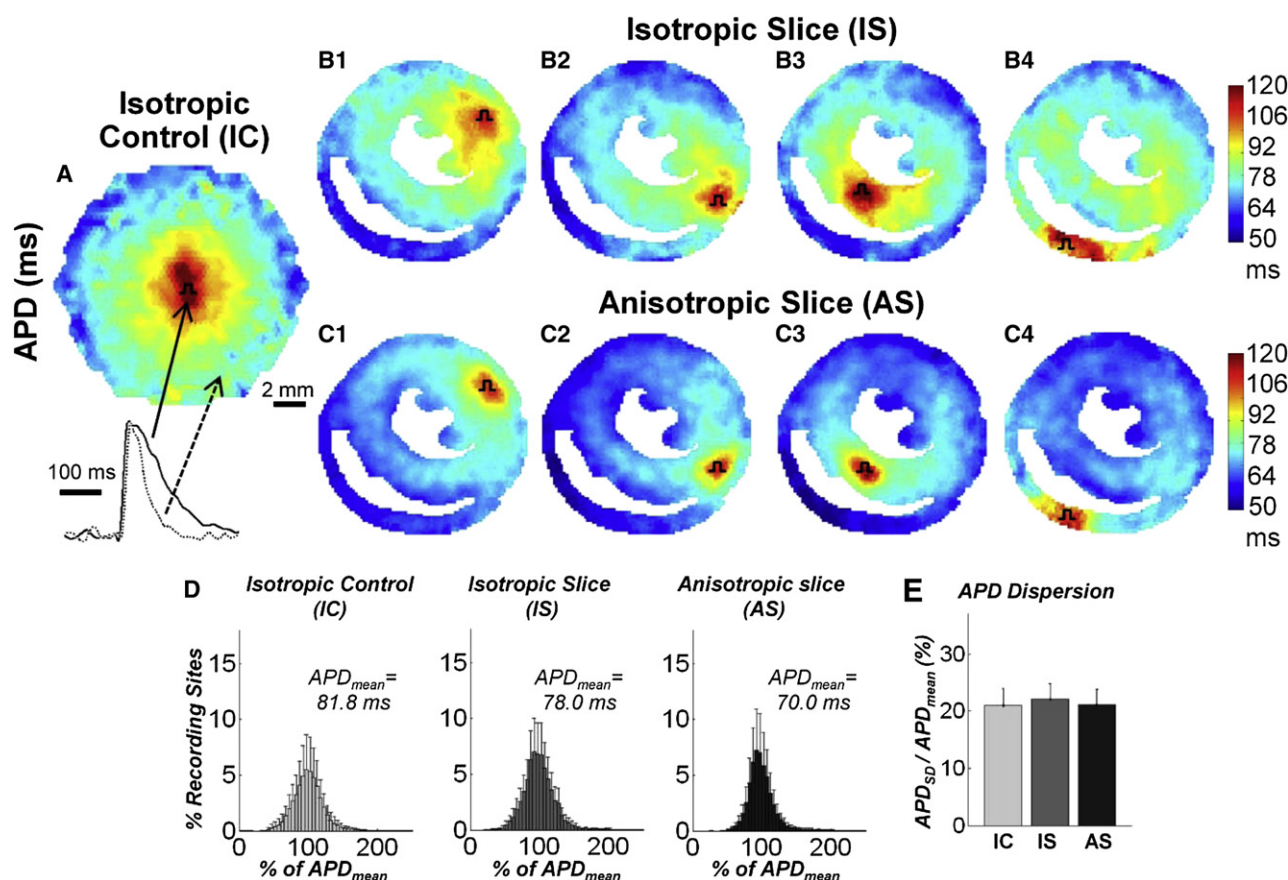 Isotropic Slice (IS)
B1
B2
B3
B4
120
106
92
78
64
50
ms
Isotropic
Control (IC)
A
APD (ms)
2 mm
100 ms
Anisotropic Slice (AS)
C1
C2
C3
C4
120
106
92
78
64
50
ms
D
Isotropic Control
(IC)
Isotropic Slice
(IS)
Anisotropic slice
(AS)
% Recording Sites
15
10
5
0
APDmean=
81.8 ms
0
100
200
% of APDmean
15
10
5
0
APDmean=
78.0 ms
0
100
200
% of APDmean
15
10
5
0
APDmean=
70.0 ms
0
100
200
% of APDmean
E
APD Dispersion
APDSD / APDmean (%)
30
20
10
0
IC
IS
AS